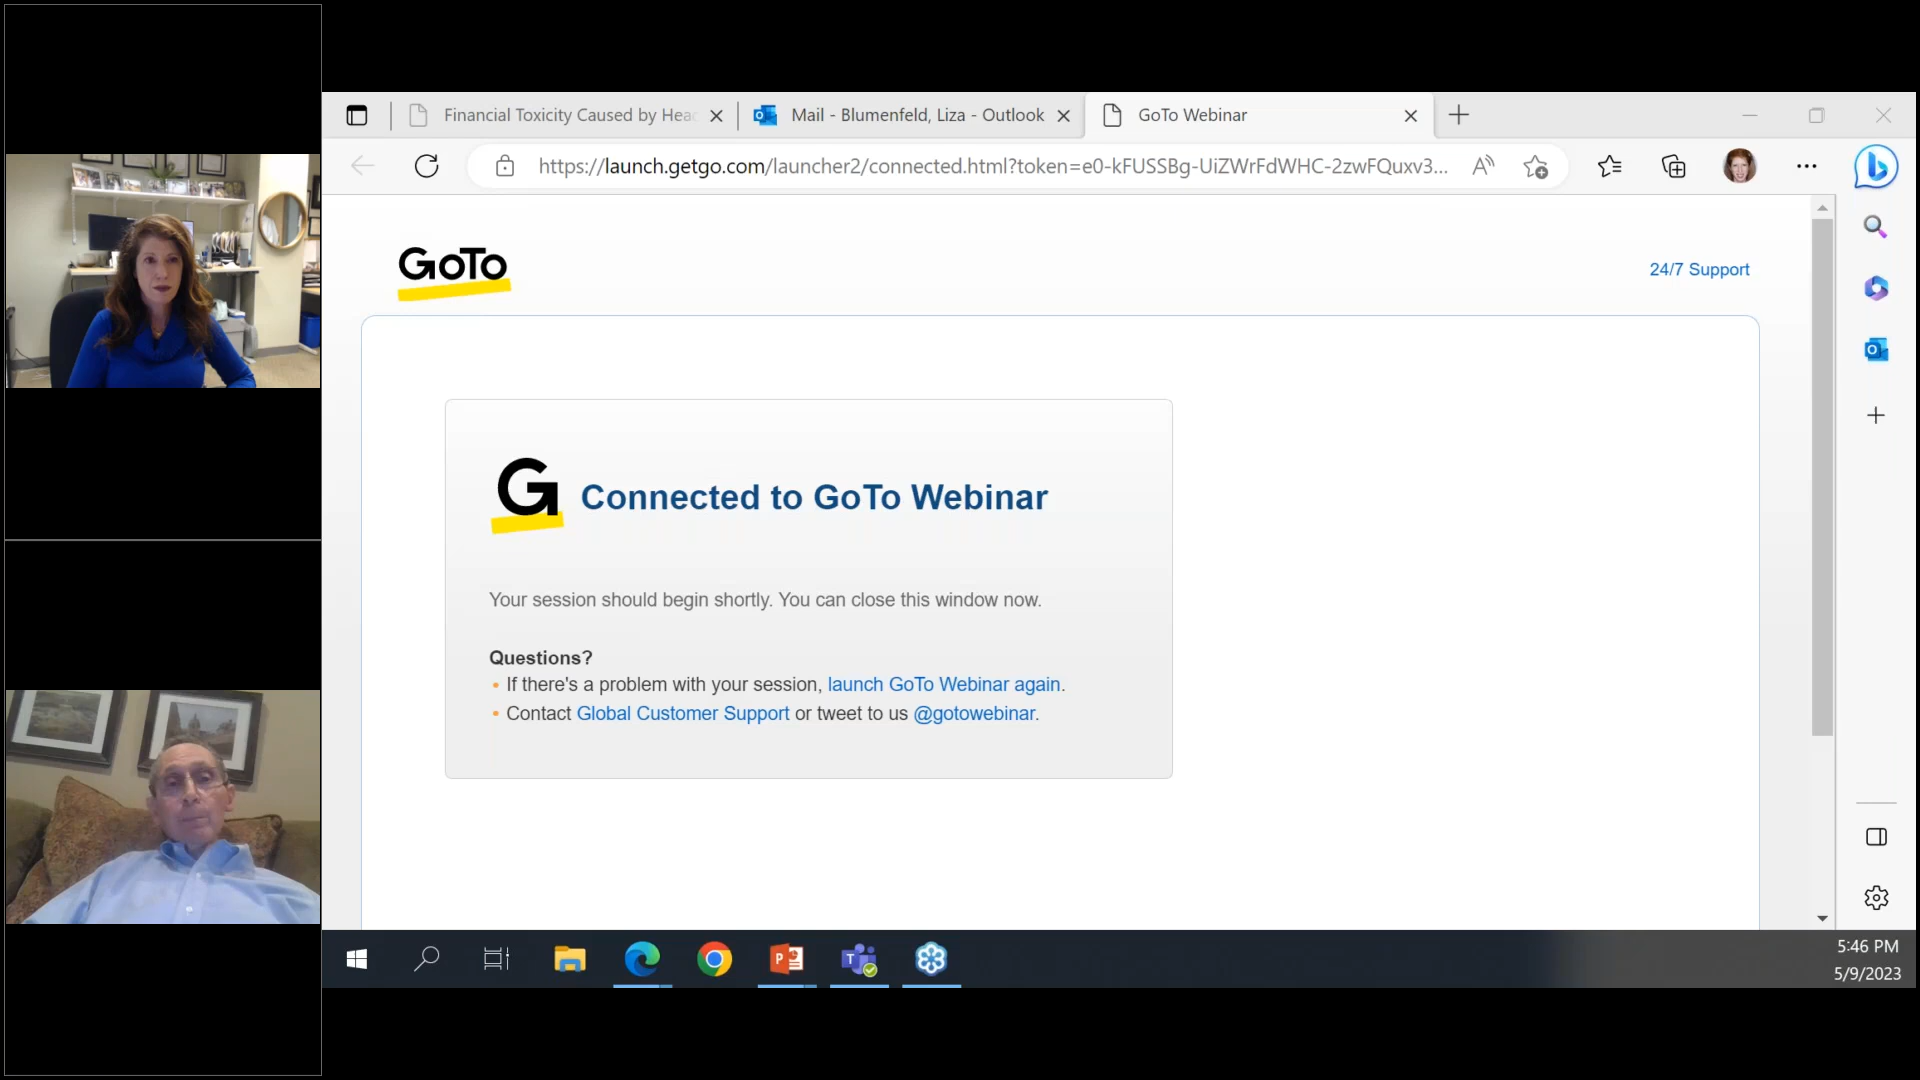 Financial Toxicity Caused by Hea
Mail - Blumenfeld, Liza - Outlook
GoTo Webinar
https://launch.getgo.com/launcher2/connected.html?token=e0-kFUSSBg-UiZWrFdWHC-2zwFQuxv3...
GoTo
24/7 Support
G
Connected to GoTo Webinar
Your session should begin shortly. You can close this window now.
Questions?
• If there's a problem with your session, launch GoTo Webinar again.
• Contact Global Customer Support or tweet to us @gotowebinar.
5:46 PM
5/9/2023